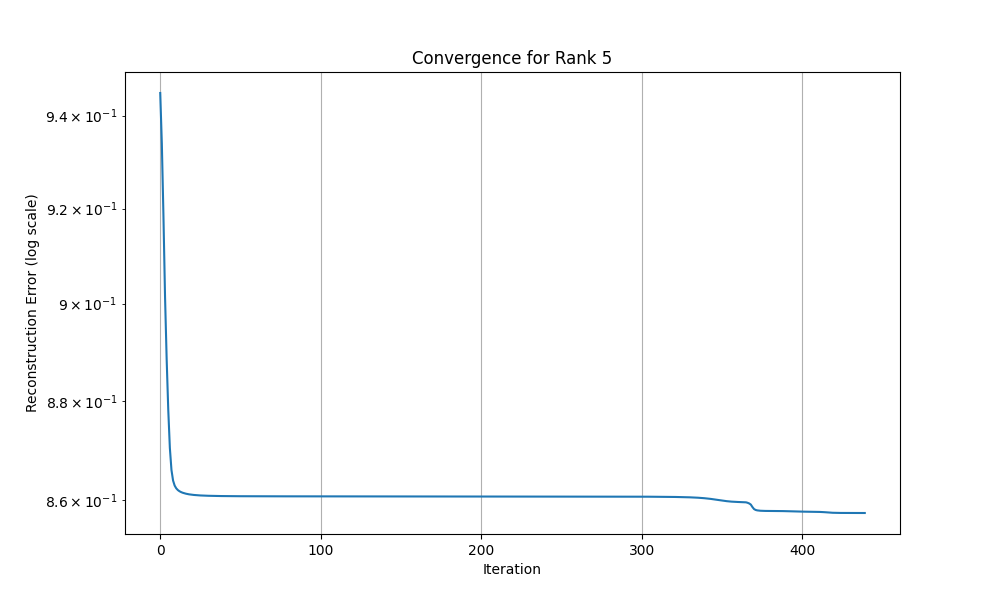 Convergence for Rank 5
Reconstruction Error (log scale)
9.4 × 10⁻¹
9.2 × 10⁻¹
9 × 10⁻¹
8.8 × 10⁻¹
8.6 × 10⁻¹
0 100 200 300 400
Iteration